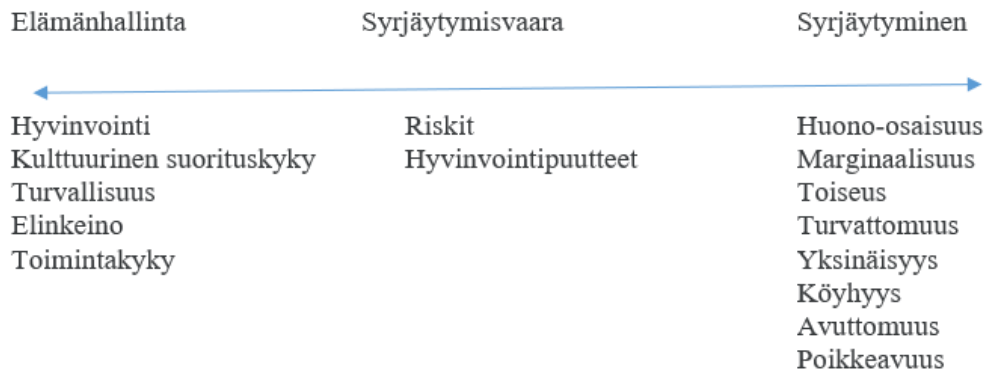 Elämänhallinta Syrjäytymisvaara Syrjäytyminen
Hyvinvointi Riskit Huono-osaisuus
Kulttuurinen suorituskyky Hyvinvointipuutteet Marginaalisuus
Turvallisuus Toiseus
Elinkeino Turvattomuus
Toimintakyky Yksinäisyys
Köyhyys
Avuttomuus
Poikkeavuus